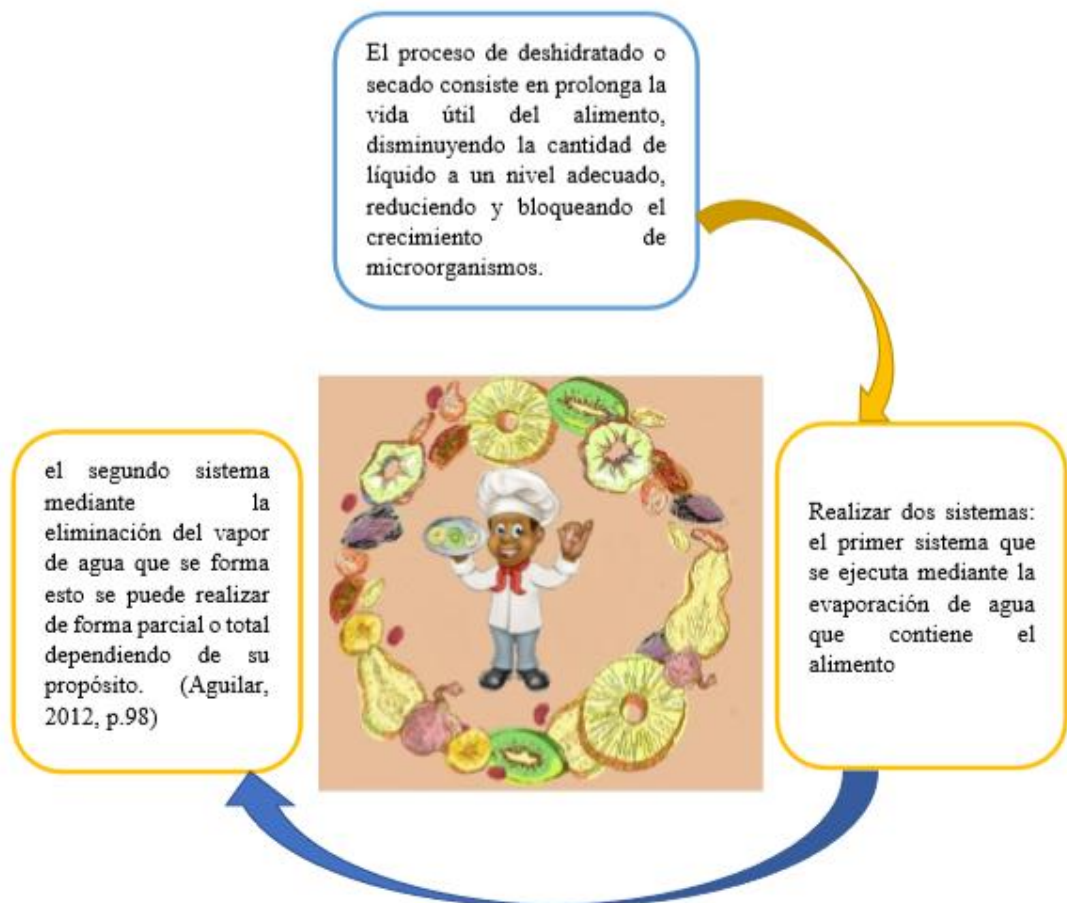 El proceso de deshidratado o
secado consiste en prolonga la
vida útil del alimento,
disminuyendo la cantidad de
líquido a un nivel adecuado,
reduciendo y bloqueando el
crecimiento de
microorganismos.
Realizar dos sistemas:
el primer sistema que
se ejecuta mediante la
evaporación de agua
que contiene el
alimento
el segundo sistema
mediante la
eliminación del vapor
de agua que se forma
esto se puede realizar
de forma parcial o total
dependiendo de su
propósito. (Aguilar,
2012, p.98)